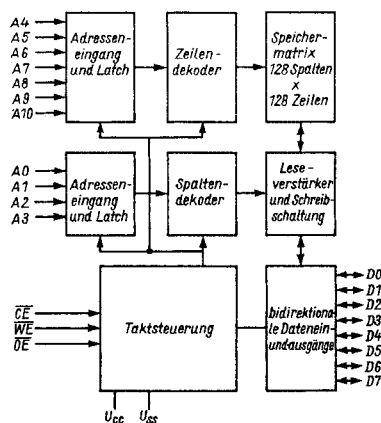 A4
A5
A6
A7
A8
A9
A10
Adressen-
eingang
und Latch
Zeilen-
dekoder
Speicher-
matrix
128 Spalten
x
128 Zeilen
A0
A1
A2
A3
Adressen-
eingang
und Latch
Spalten-
dekoder
Lese-
verstärker
und Schreib-
schaltung
CE
WE
OE
Taktsteuerung
bidirektiona-
le Datenein-
und-ausgänge
D0
D1
D2
D3
D4
D5
D6
D7
Ucc
Uss